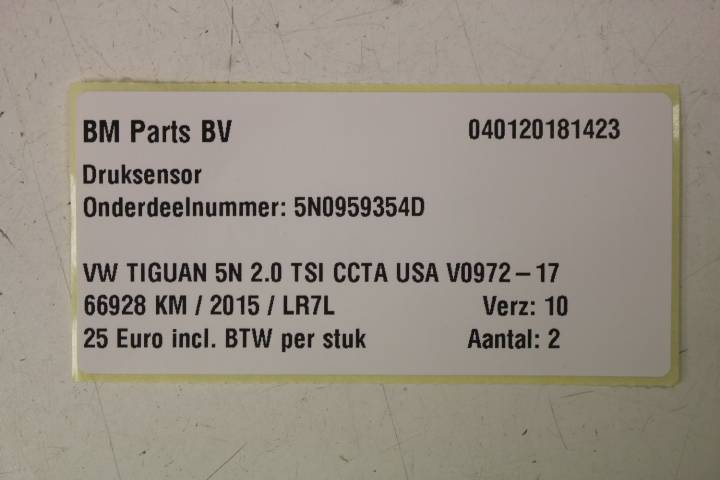 BM Parts BV 040120181423
Druksensor
Onderdeelnummer: 5N0959354D
VW TIGUAN 5N 2.0 TSI CCTA USA V0972 – 17
66928 KM / 2015 / LR7L Verz: 10
25 Euro incl. BTW per stuk Aantal: 2